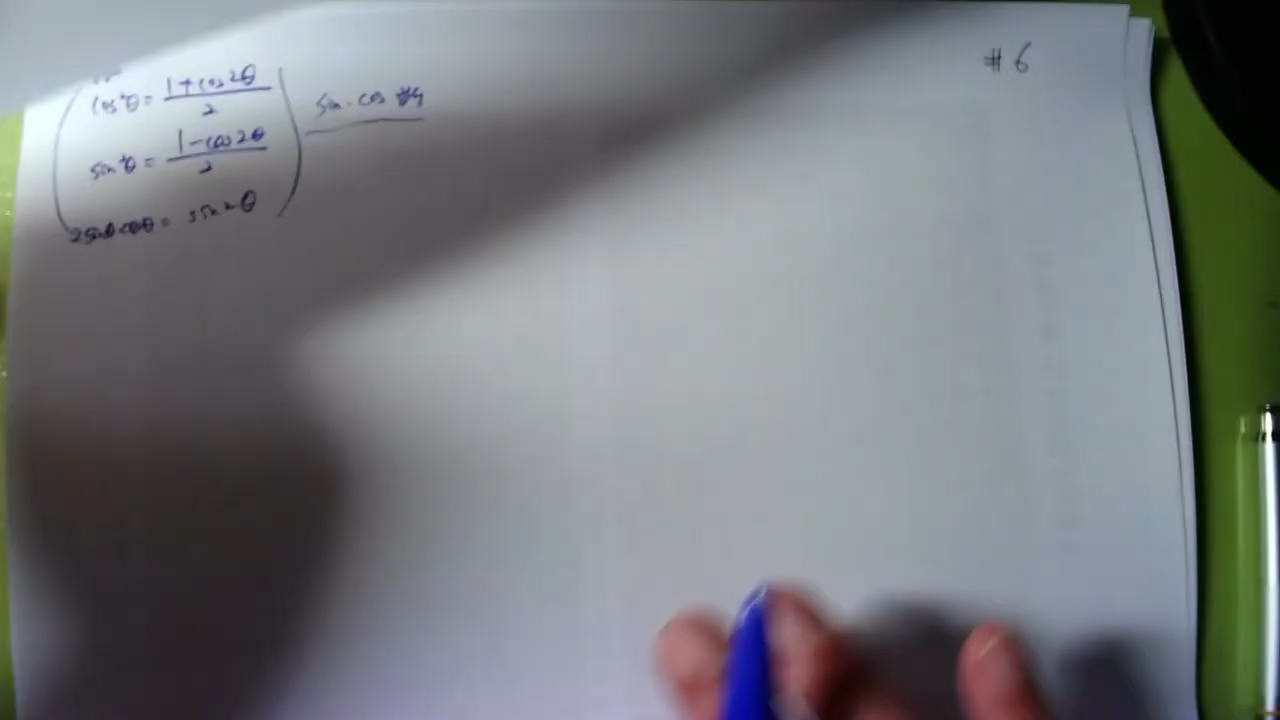 #6
cos²θ = (1+cos2θ)/2
sin·cos
sin²θ = (1-cos2θ)/2
2sinθcosθ = sin2θ